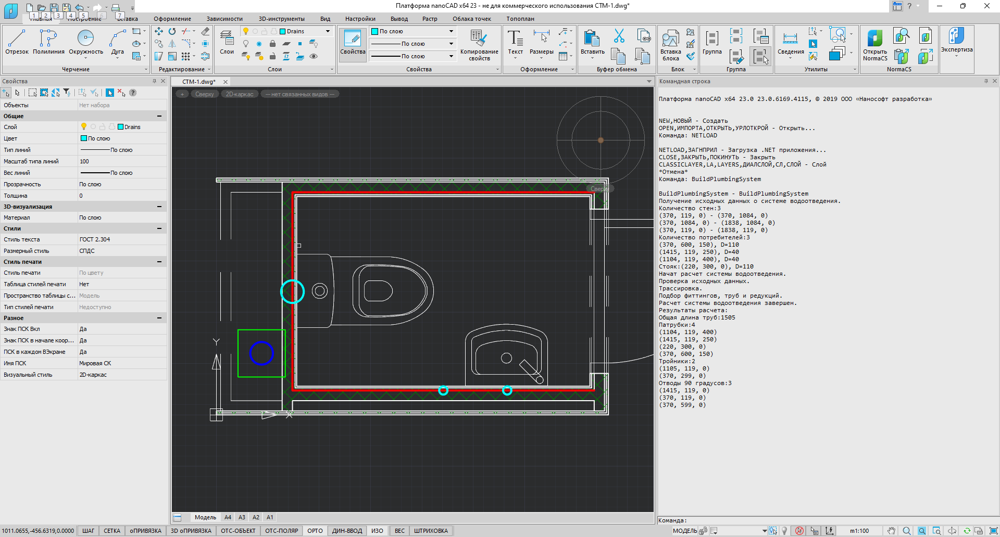 Платформа nanoCAD x64 23 - не для коммерческого использования СТМ-1.dwg*
?
1 2 3 4 5 6 7
Главная Построение Вставка Оформление Зависимости 3D-инструменты Вид Настройки Вывод Растр Облака точек Топоплан
Отрезок Полилиния Окружность Дуга
Черчение
Редактирование
Слои
Drains
Слои
Свойства
По слою
По слою
По слою
Копирование свойств
Свойства
Текст Размеры
Оформление
Вставить
Буфер обмена
Вставка блока
Блок
Группа
Группа
Сведения
Утилиты
Открыть NormaCS
NormaCS
Экспертиза
Свойства
Объекты Нет набора
Общие
Слой Drains
Цвет По слою
Тип линий По слою
Масштаб типа линий 100
Вес линий По слою
Прозрачность По слою
Толщина 0
3D-визуализация
Материал По слою
Стили
Стиль текста ГОСТ 2.304
Размерный стиль СПДС
Стиль печати
Стиль печати По цвету
Таблица стилей печати Нет
Пространство таблицы с... Модель
Тип стилей печати Недоступно
Разное
Знак ПСК Вкл Да
Знак ПСК в начале коор... Да
ПСК в каждом ВЭкране Да
Имя ПСК Мировая СК
Визуальный стиль 2D-каркас
СТМ-1.dwg*
+ Сверху 2D-каркас --- нет связанных видов ---
Сверху
Y
X
Модель A4 A3 A2 A1
Командная строка
Платформа nanoCAD x64 23.0 23.0.6169.4115, © 2019 ООО «Нанософт разработка»
NEW,НОВЫЙ - Создать
OPEN,ИМПОРТА,ОТКРЫТЬ,УРЛОТКРОЙ - Открыть...
Команда: NETLOAD
NETLOAD,ЗАГНПРИЛ - Загрузка .NET приложения...
CLOSE,ЗАКРЫТЬ,ПОКИНУТЬ - Закрыть
CLASSICLAYER,LA,LAYERS,ДИАЛСЛОЙ,СЛ,СЛОЙ - Слой
*Отмена*
Команда: BuildPlumbingSystem
BuildPlumbingSystem - BuildPlumbingSystem
Получение исходных данных о системе водоотведения.
Количество стен:3
(370, 119, 0) - (370, 1084, 0)
(370, 1084, 0) - (1838, 1084, 0)
(370, 119, 0) - (1838, 119, 0)
Количество потребителей:3
(370, 600, 150), D=110
(1415, 119, 250), D=40
(1104, 119, 400), D=40
Стояк:(220, 300, 0), D=110
Начат расчет системы водоотведения.
Проверка исходных данных.
Трассировка.
Подбор фиттингов, труб и редукций.
Расчет системы водоотведения завершен.
Результаты расчета:
Общая длина труб:1505
Патрубки:4
(1104, 119, 400)
(1415, 119, 250)
(220, 300, 0)
(370, 600, 150)
Тройники:2
(1105, 119, 0)
(370, 299, 0)
Отводы 90 градусов:3
(1415, 119, 0)
(370, 119, 0)
(370, 599, 0)
Команда:
1011.0655,-456.6319,0.0000 ШАГ СЕТКА оПРИВЯЗКА 3D оПРИВЯЗКА ОТС-ОБЪЕКТ ОТС-ПОЛЯР ОРТО ДИН-ВВОД ИЗО ВЕС ШТРИХОВКА МОДЕЛЬ m1:100